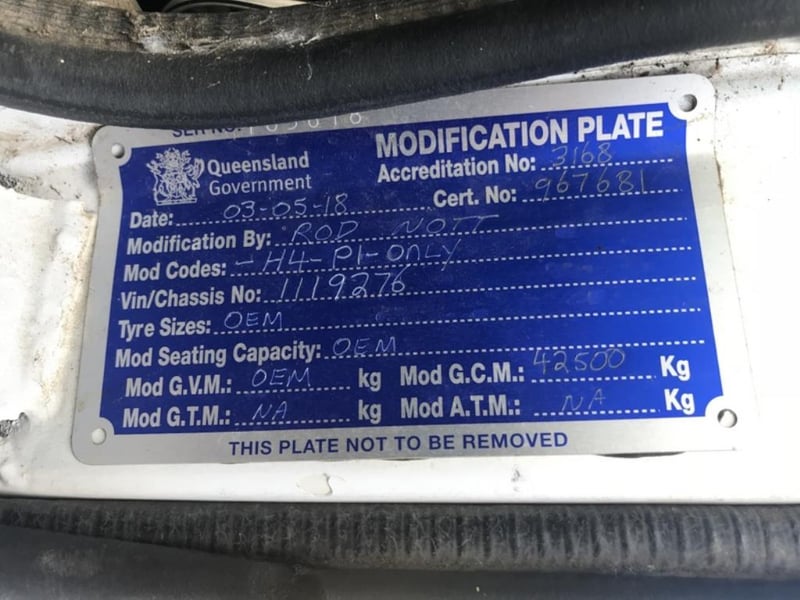 SER NO:
MODIFICATION PLATE
Queensland
Government
Accreditation No: 3168
Cert. No: 967681
Date: 03-05-18
Modification By: ROD NOTT
Mod Codes: -H4-P1-ONLY
Vin/Chassis No: 1119276
Tyre Sizes: OEM
Mod Seating Capacity: OEM
Mod G.V.M.: OEM kg Mod G.C.M.: 42500 Kg
Mod G.T.M.: NA kg Mod A.T.M.: NA Kg
THIS PLATE NOT TO BE REMOVED